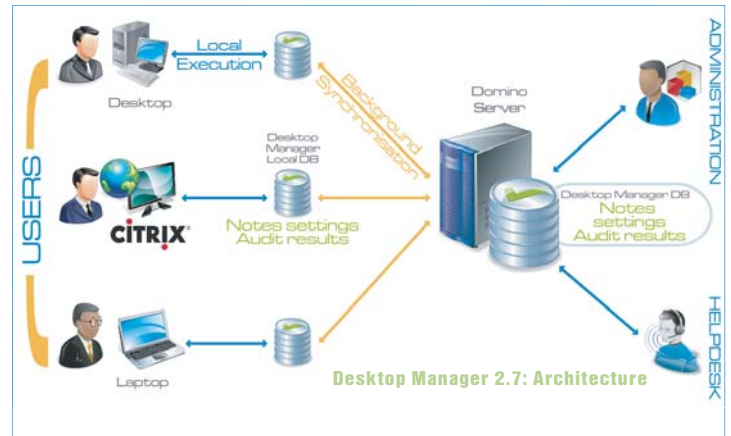 USERS
Desktop
Local
Execution
Background
Synchronisation
Domino
Server
ADMINISTRATION
CITRIX®
Desktop
Manager
Local DB
Notes settings
Audit results
Desktop Manager DB
Notes
settings
Audit results
Laptop
HELPDESK
Desktop Manager 2.7: Architecture